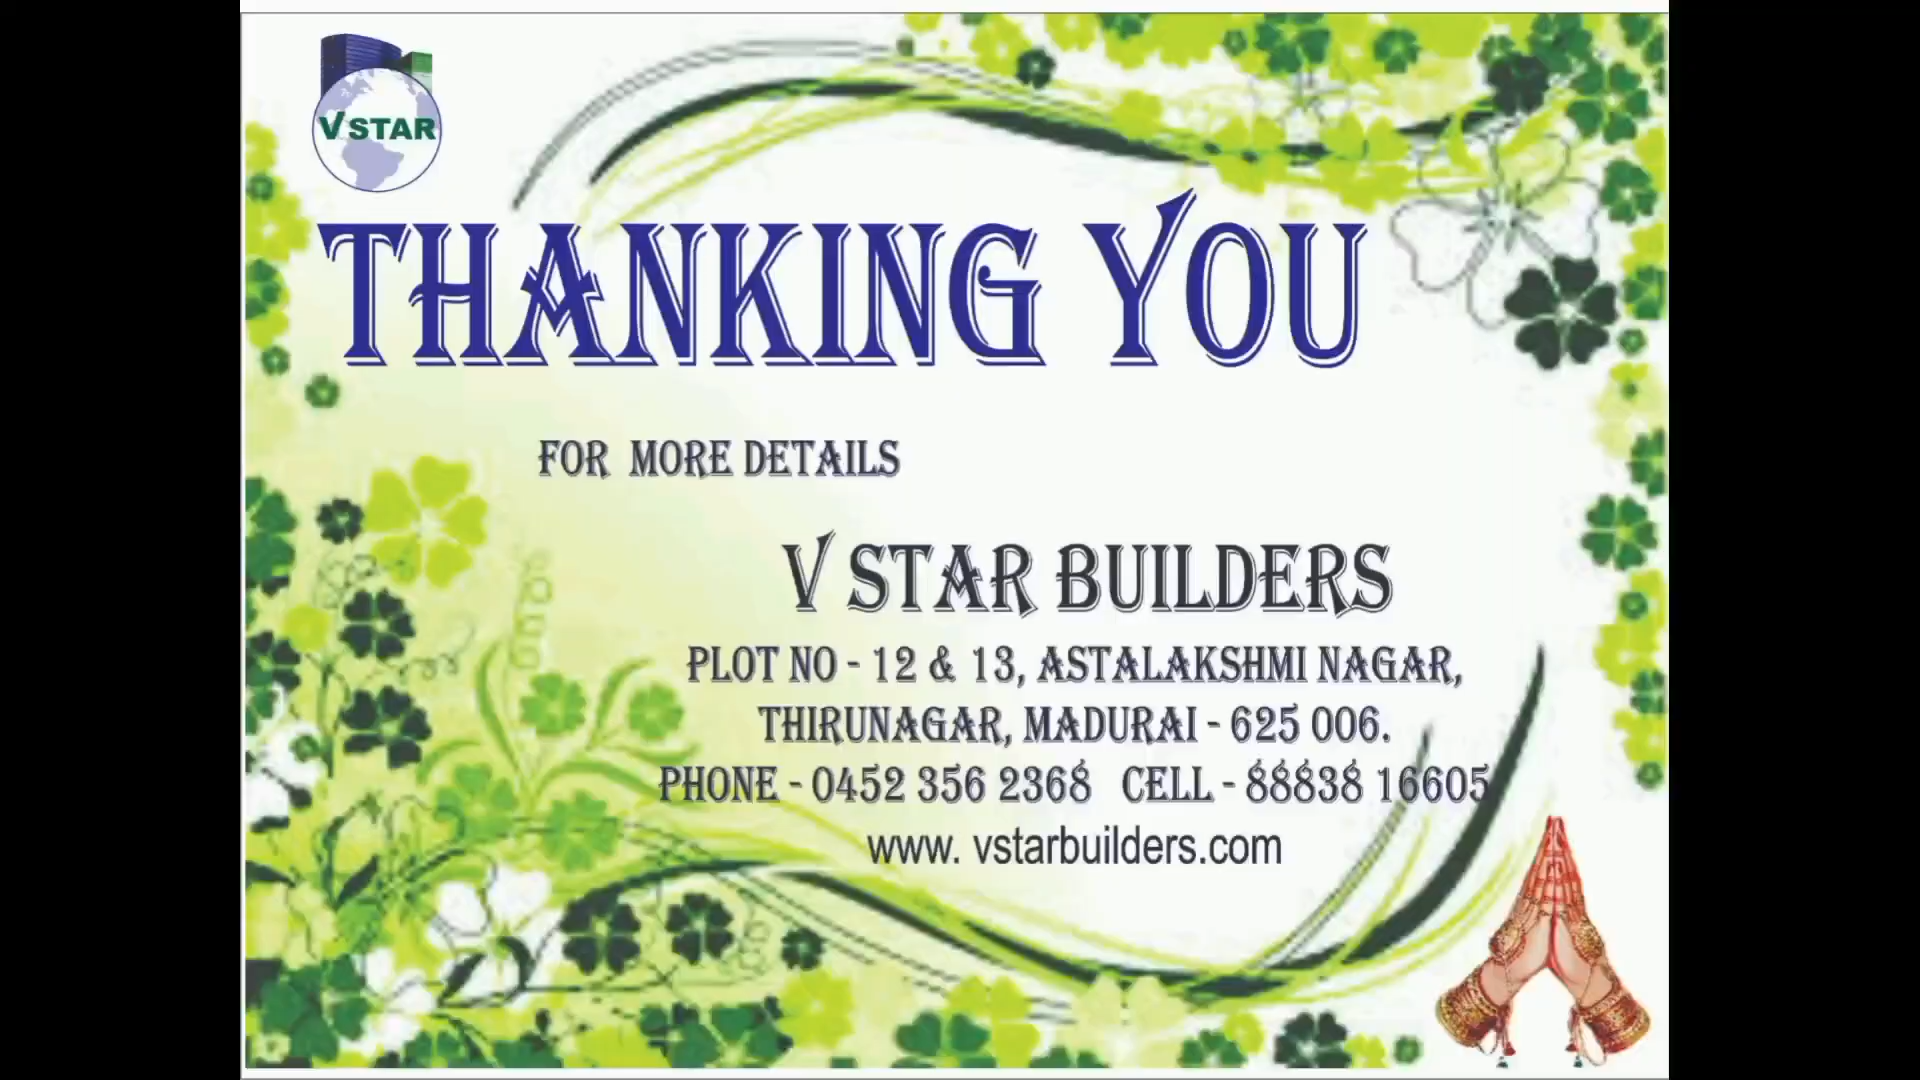 V STAR
THANKING YOU
FOR MORE DETAILS
V STAR BUILDERS
PLOT NO - 12 & 13, ASTALAKSHMI NAGAR,
THIRUNAGAR, MADURAI - 625 006.
PHONE - 0452 356 2368 CELL - 88838 16605
www. vstarbuilders.com